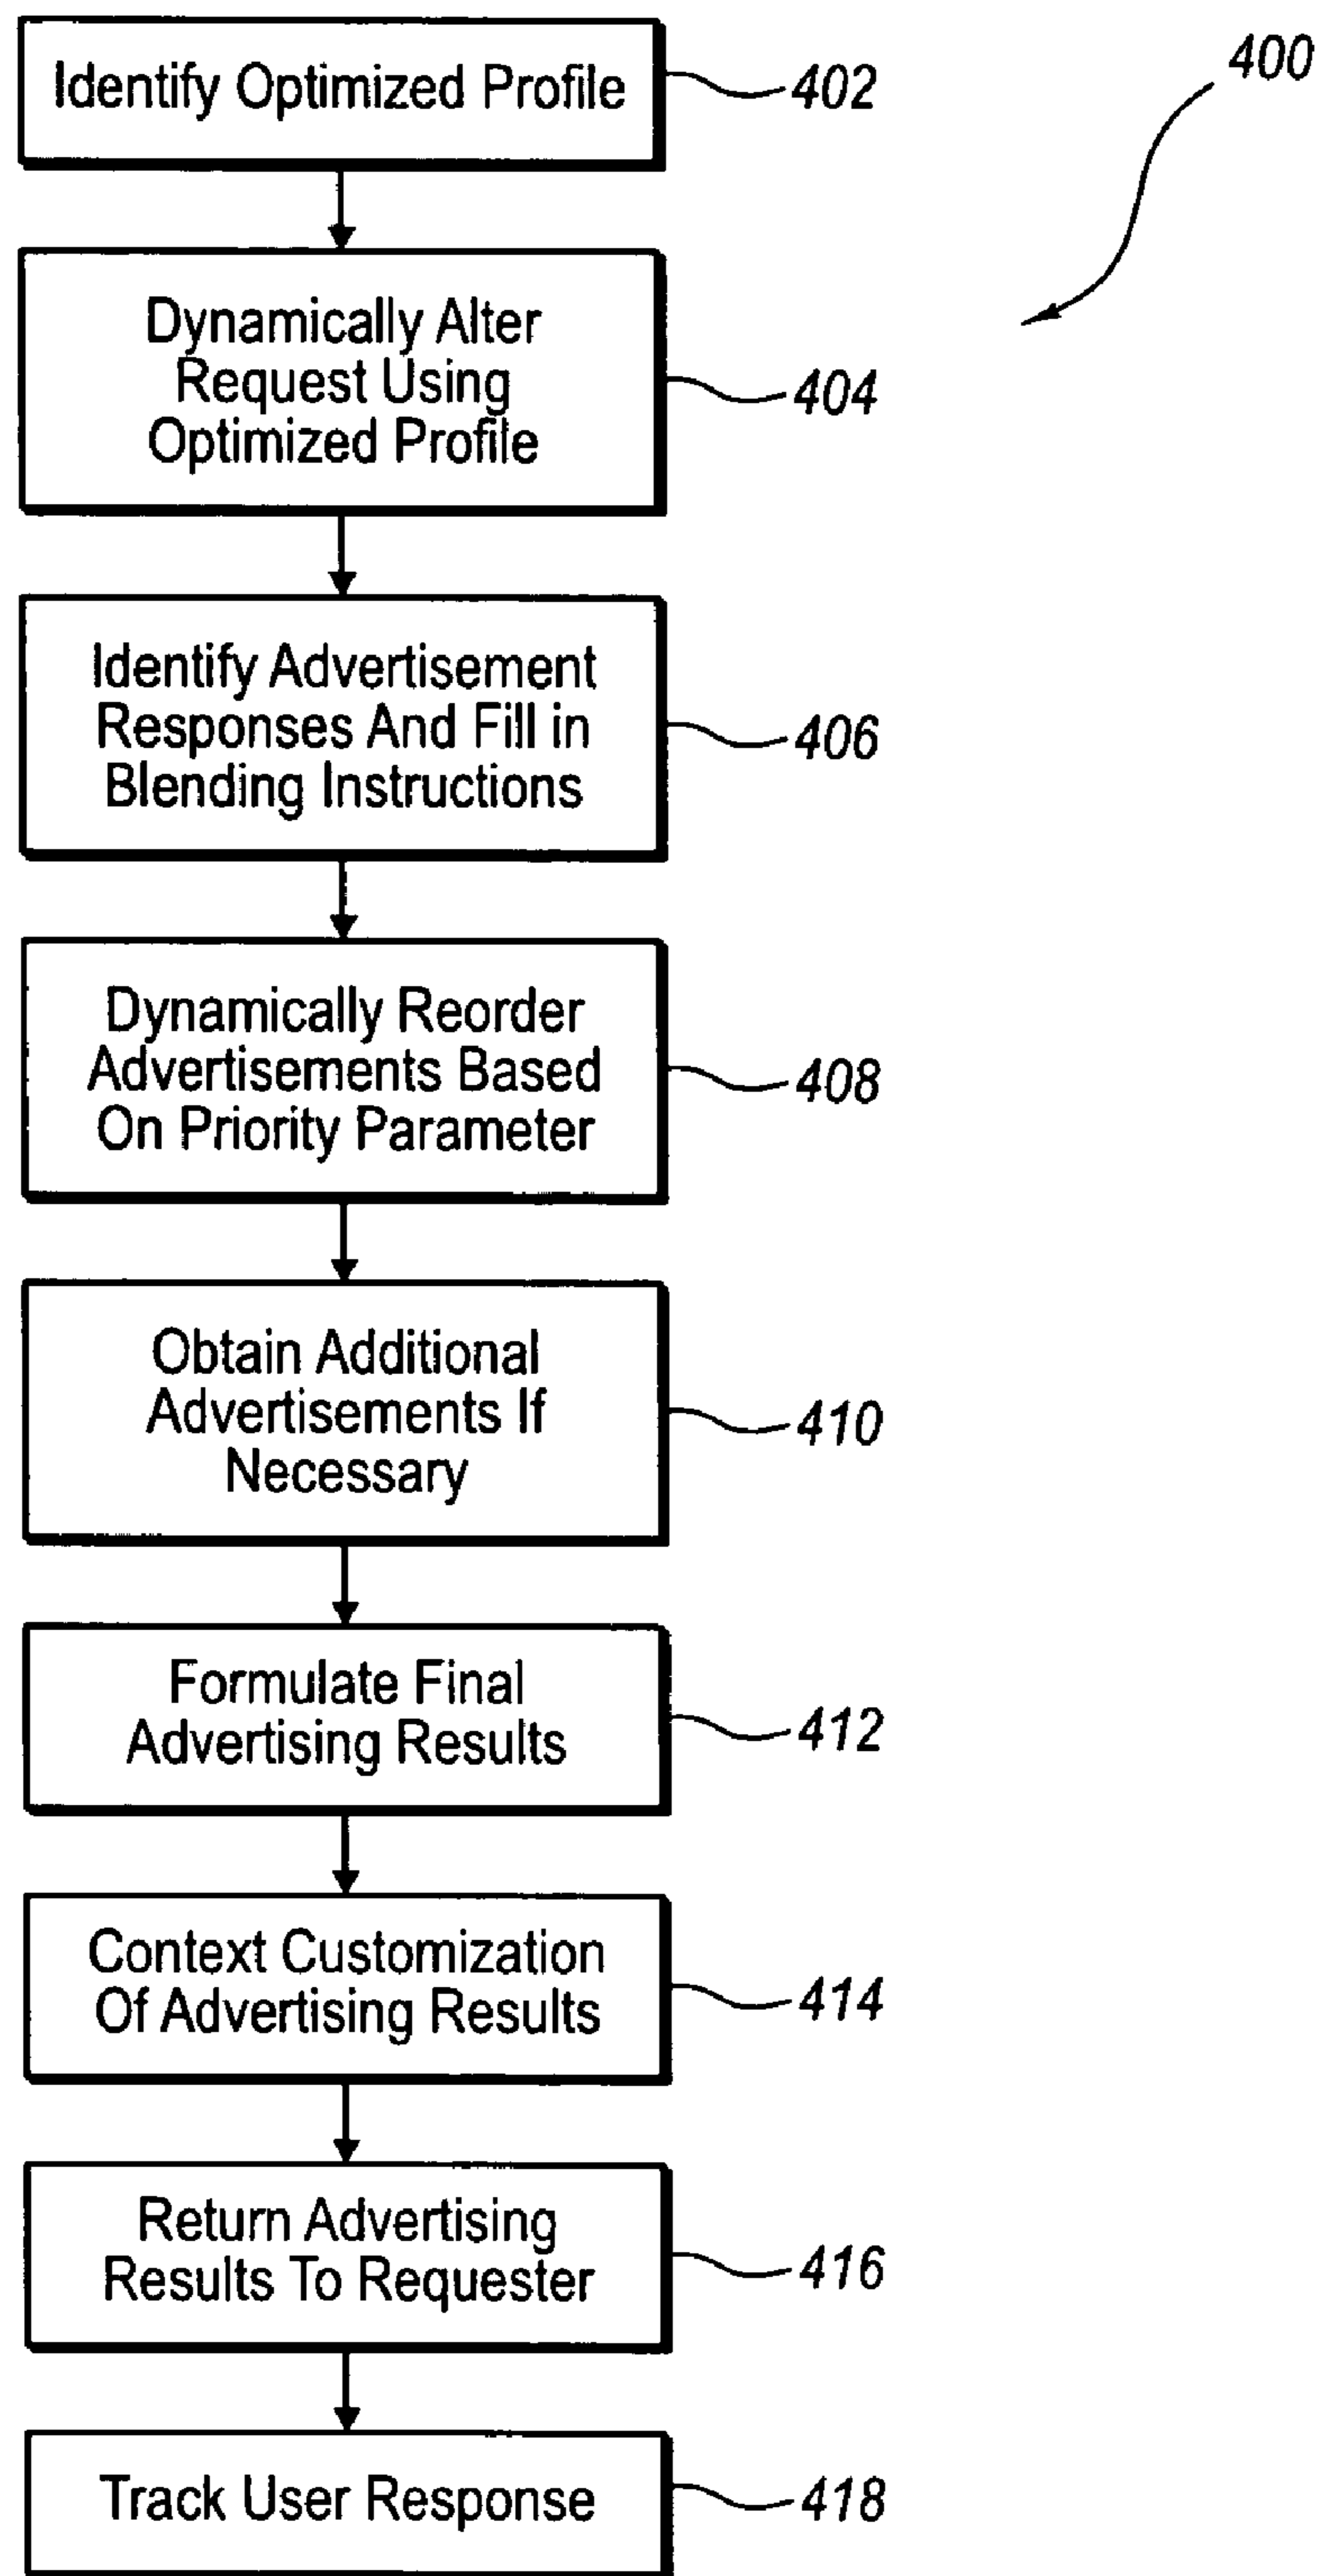 400
Identify Optimized Profile
402
Dynamically Alter
Request Using
Optimized Profile
404
Identify Advertisement
Responses And Fill in
Blending Instructions
406
Dynamically Reorder
Advertisements Based
On Priority Parameter
408
Obtain Additional
Advertisements If
Necessary
410
Formulate Final
Advertising Results
412
Context Customization
Of Advertising Results
414
Return Advertising
Results To Requester
416
Track User Response
418